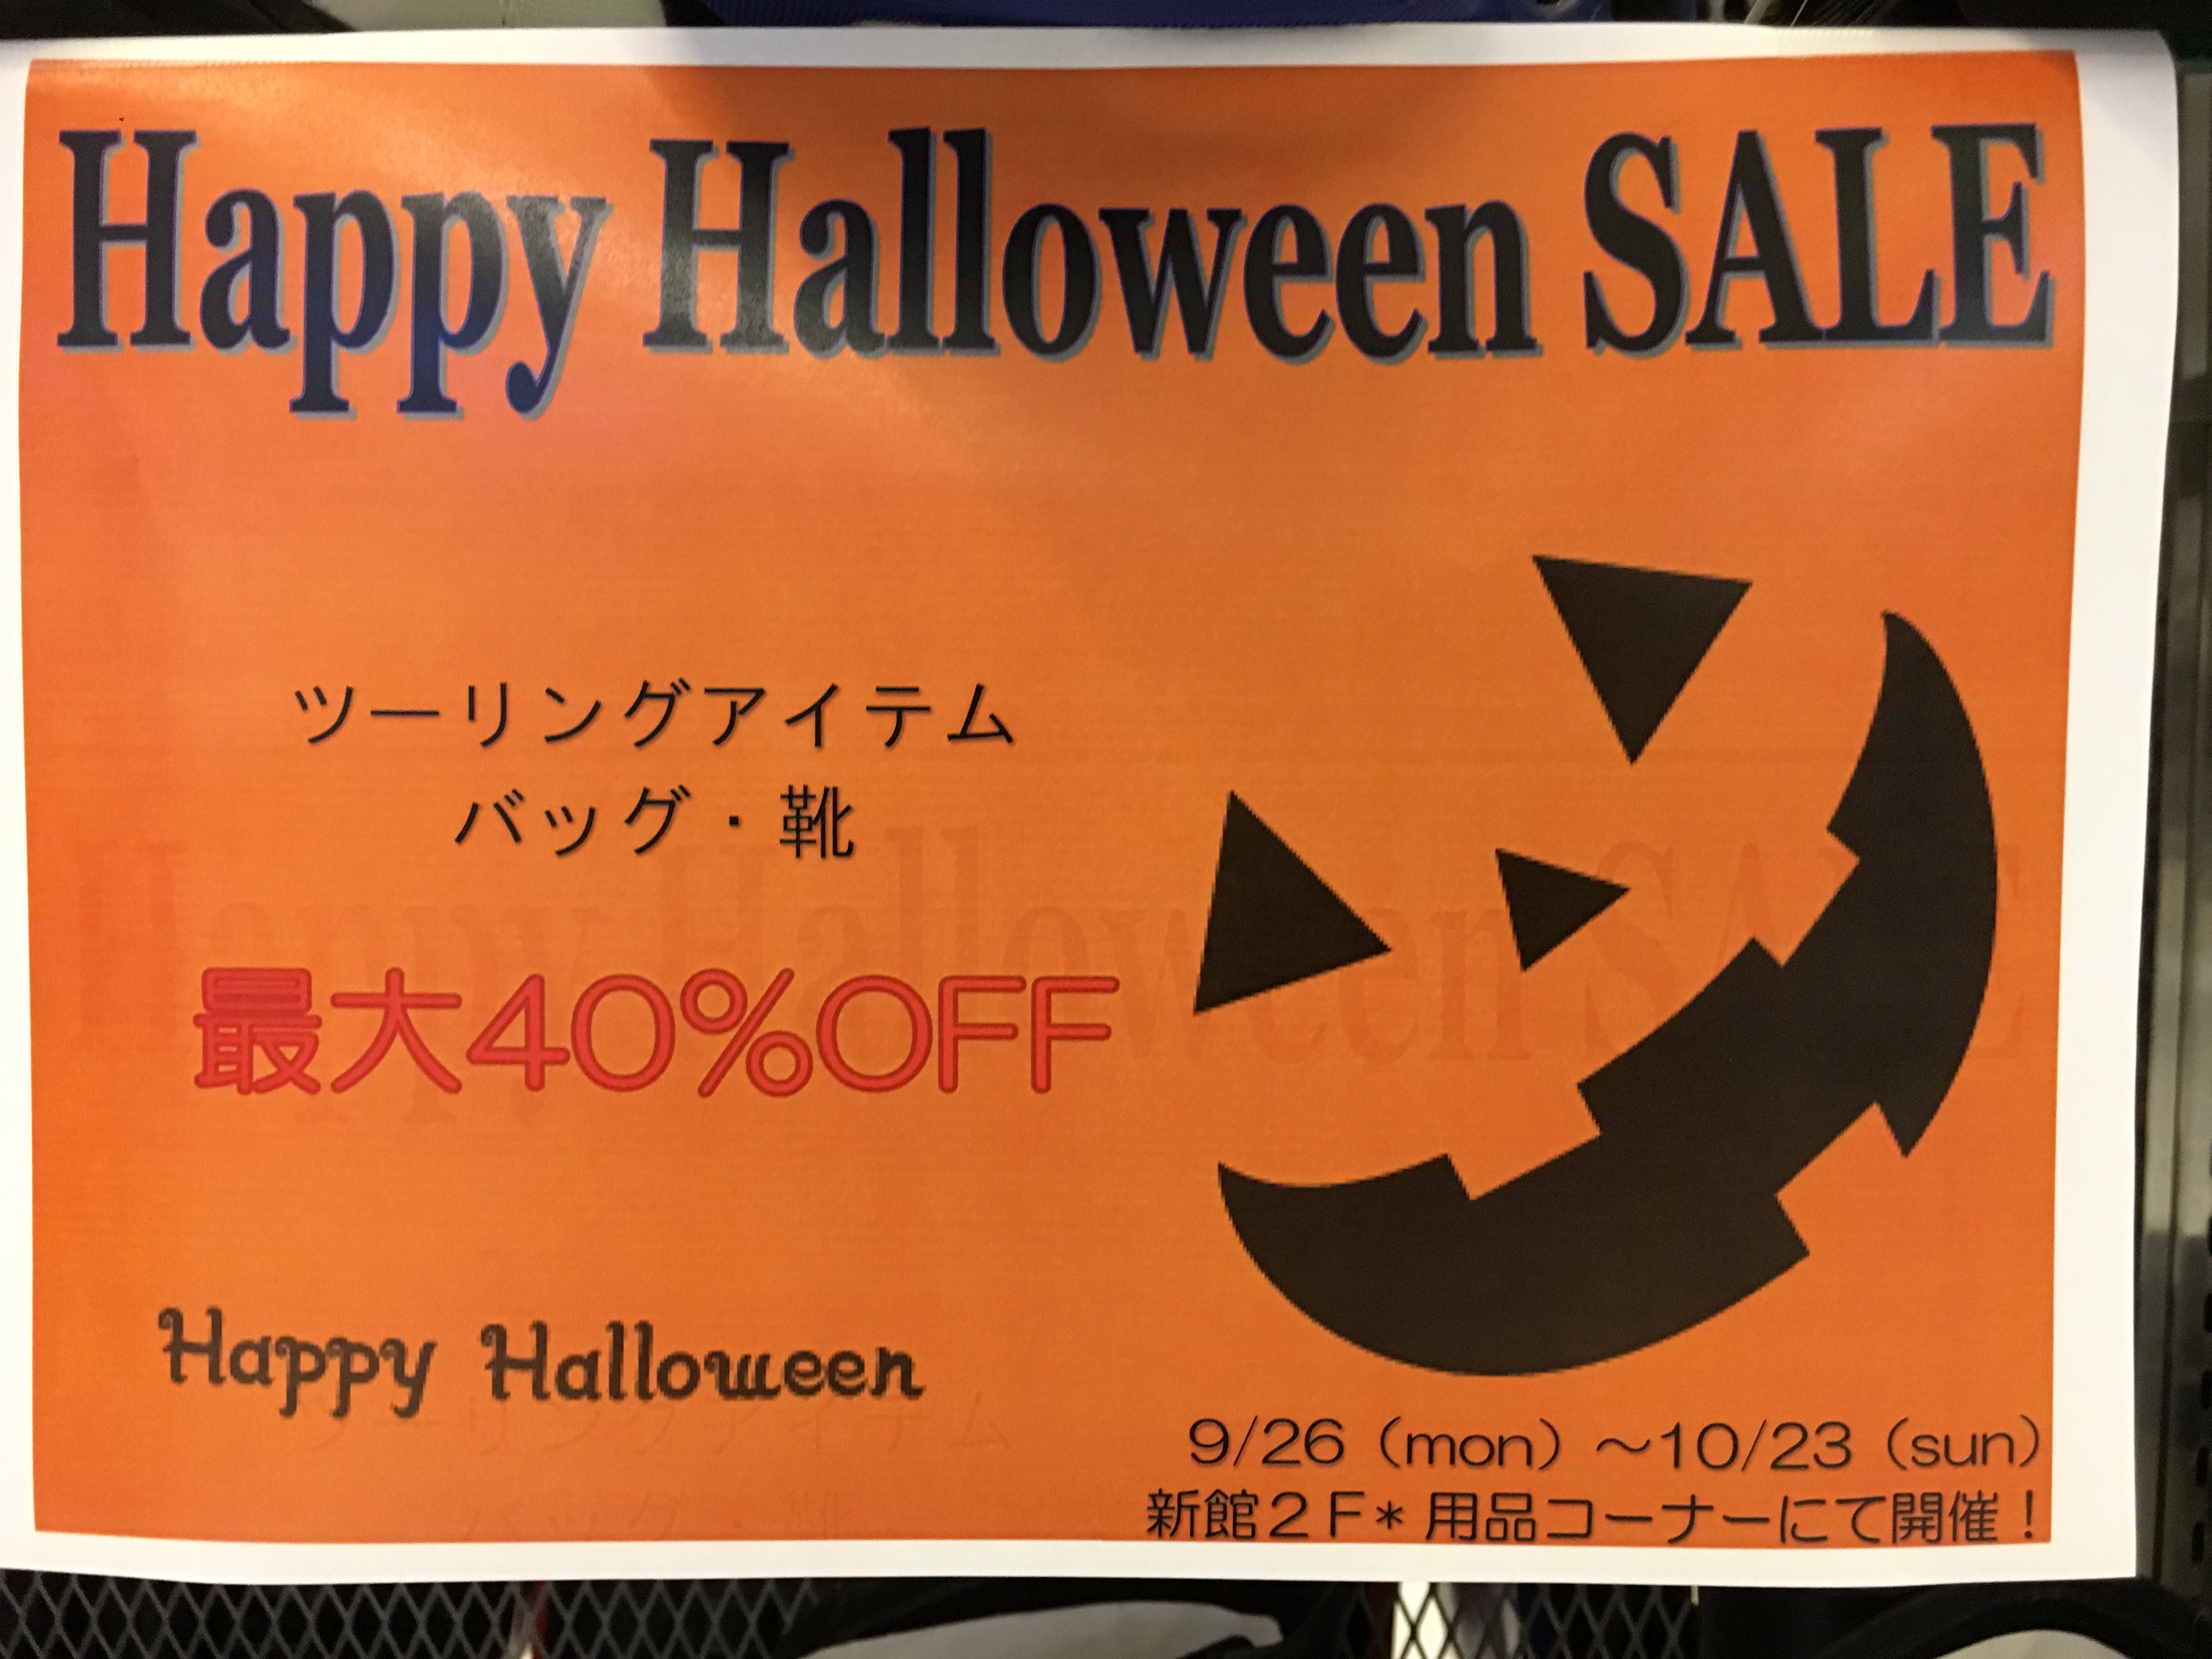 Happy Halloween SALE
ツーリングアイテム
バッグ・靴
最大40%OFF
Happy Halloween
9/26（mon）～10/23（sun）
新館２F＊用品コーナーにて開催！